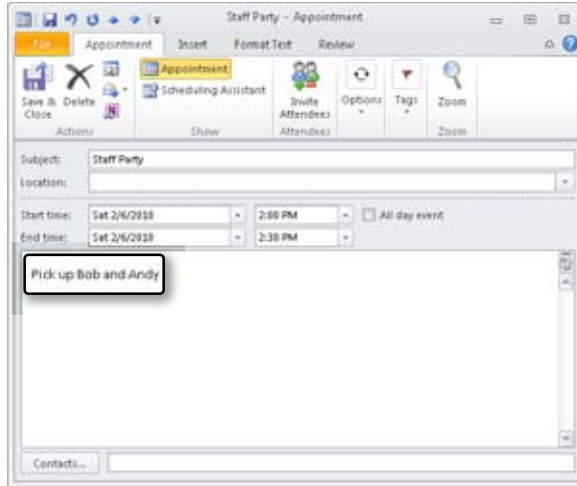 Staff Party - Appointment
File Appointment Insert Format Text Review
Save & Close
Delete
Actions
Appointment
Scheduling Assistant
Show
Invite Attendees
Attendees
Options
Tags
Zoom
Zoom
Subject: Staff Party
Location:
Start time: Sat 2/6/2010 2:00 PM All day event
End time: Sat 2/6/2010 2:30 PM
Pick up Bob and Andy
Contacts...